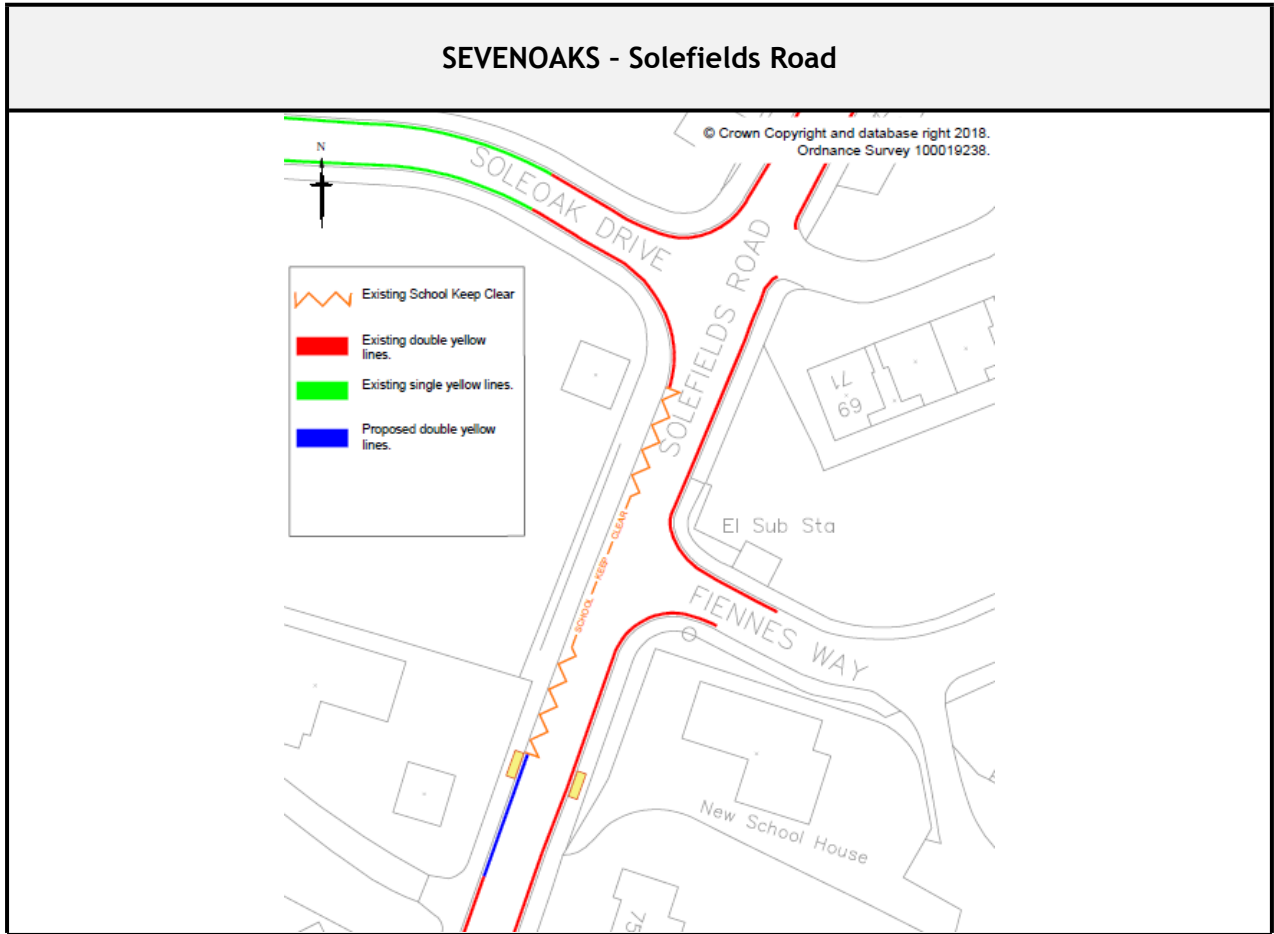 SEVENOAKS – Solefields Road
© Crown Copyright and database right 2018.
Ordnance Survey 100019238.
N
SOLEOAK DRIVE
SOLEFIELDS ROAD
Existing School Keep Clear
Existing double yellow
lines.
Existing single yellow lines.
Proposed double yellow
lines.
71
69
El Sub Sta
SCHOOL KEEP CLEAR
FIENNES WAY
New School House
75